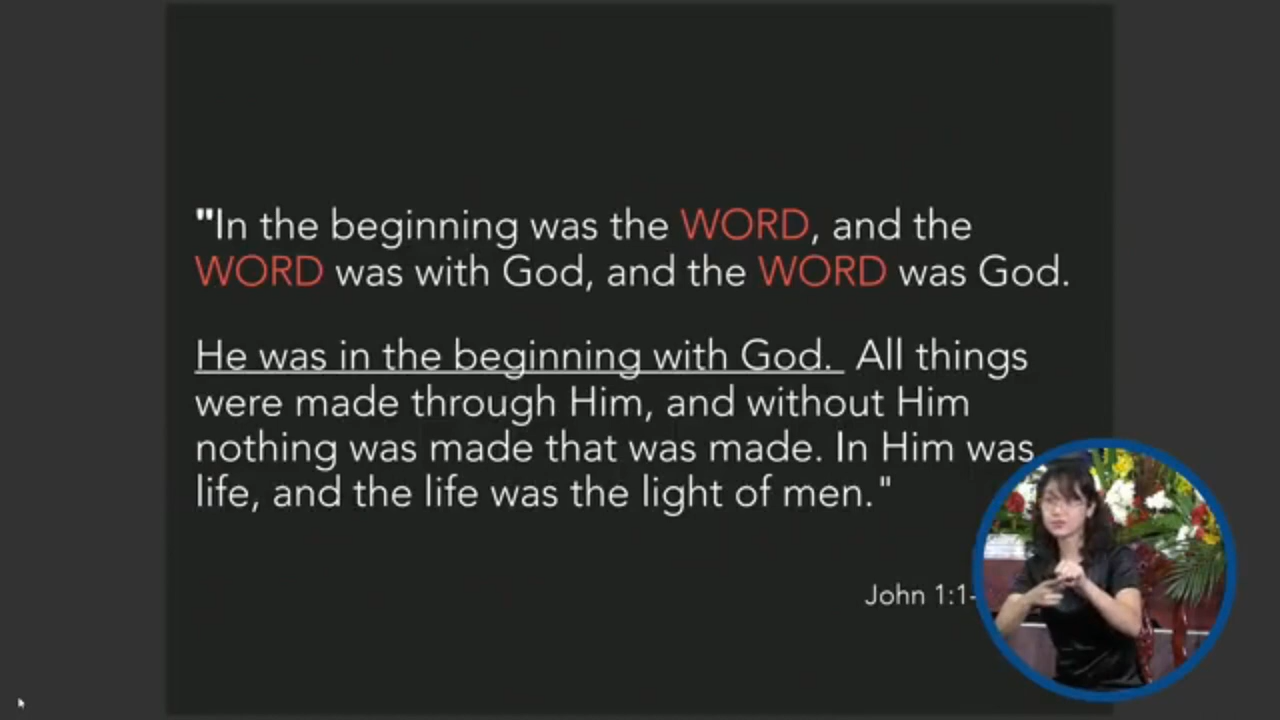 "In the beginning was the WORD, and the
WORD was with God, and the WORD was God.
He was in the beginning with God. All things
were made through Him, and without Him
nothing was made that was made. In Him was
life, and the life was the light of men."
John 1:1-